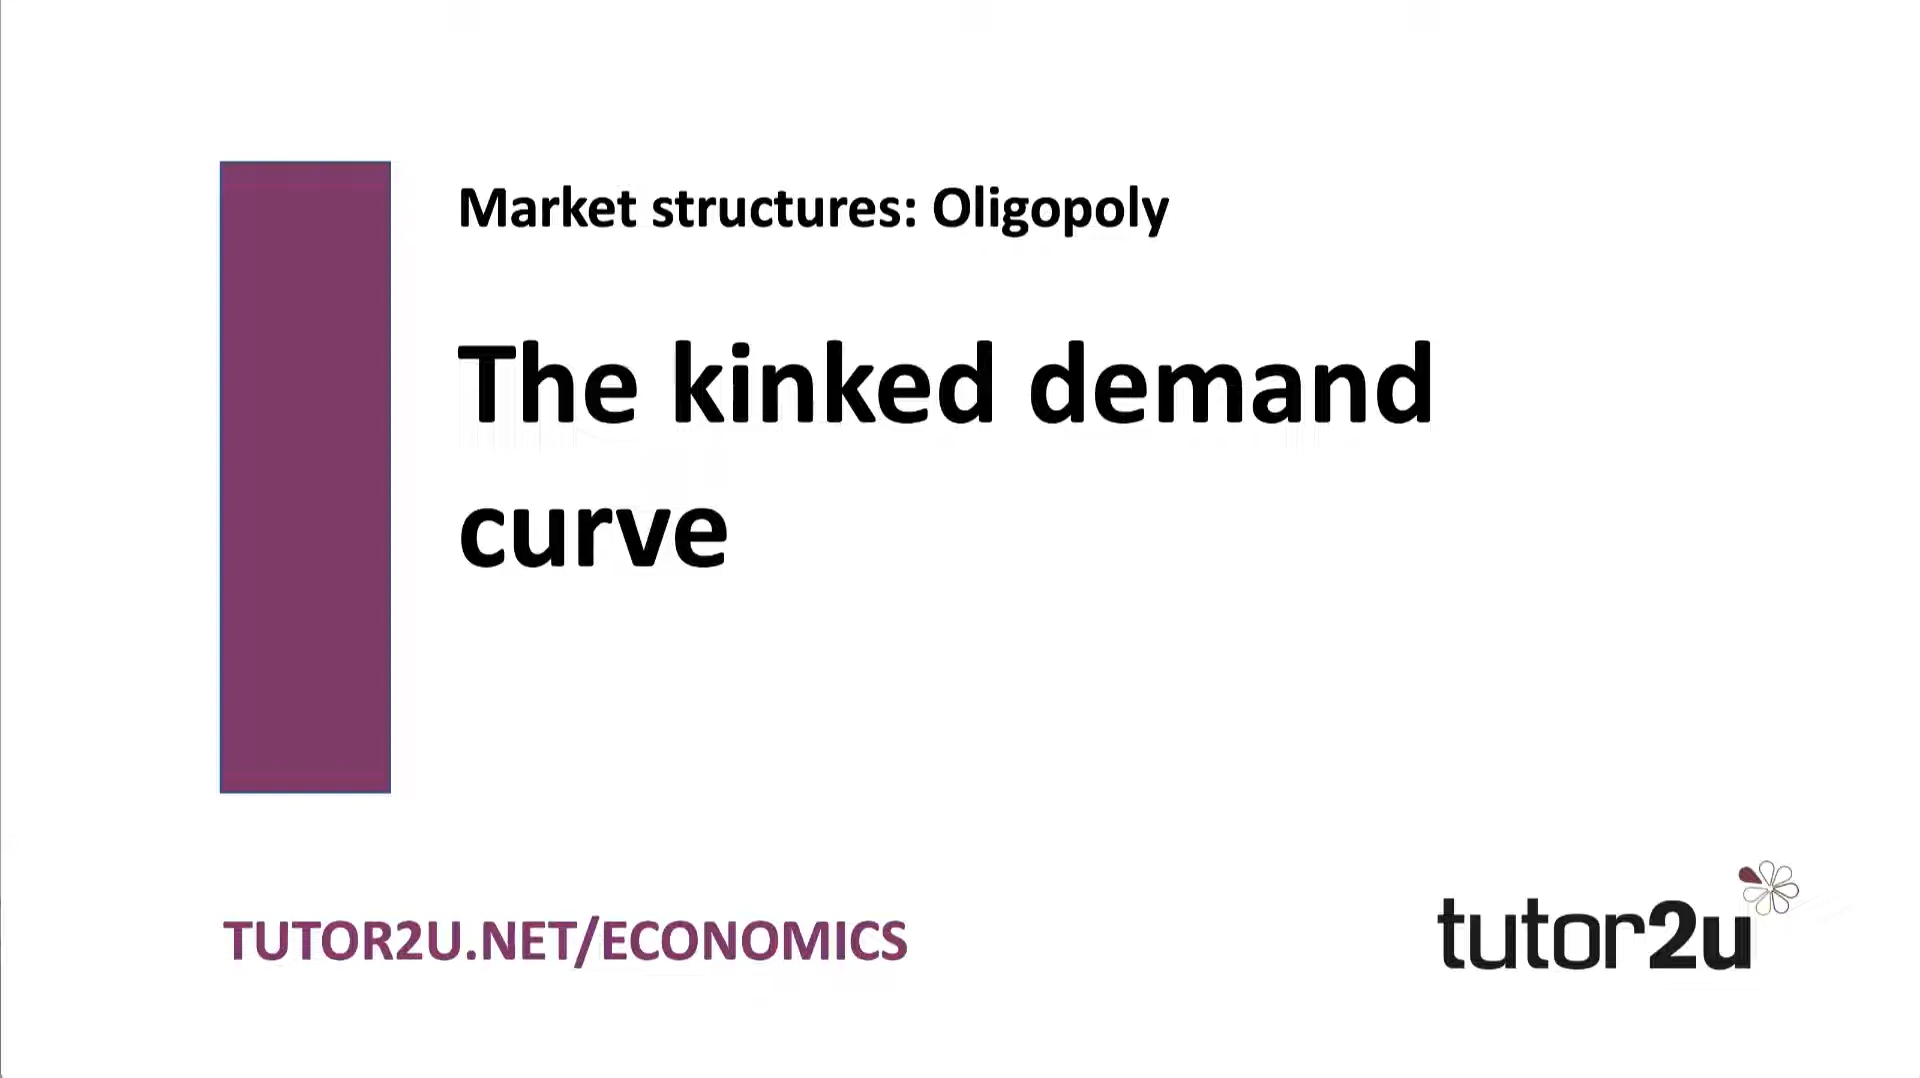 Market structures: Oligopoly
The kinked demand
curve
TUTOR2U.NET/ECONOMICS
tutor2u